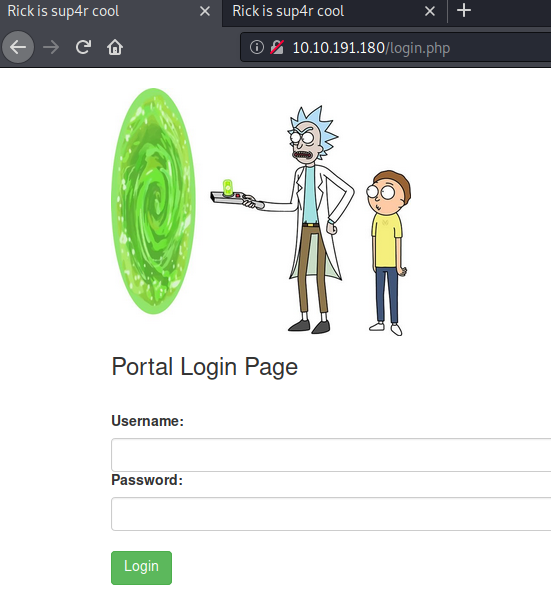 Rick is sup4r cool
Rick is sup4r cool
10.10.191.180/login.php
Portal Login Page
Username:
Password:
Login